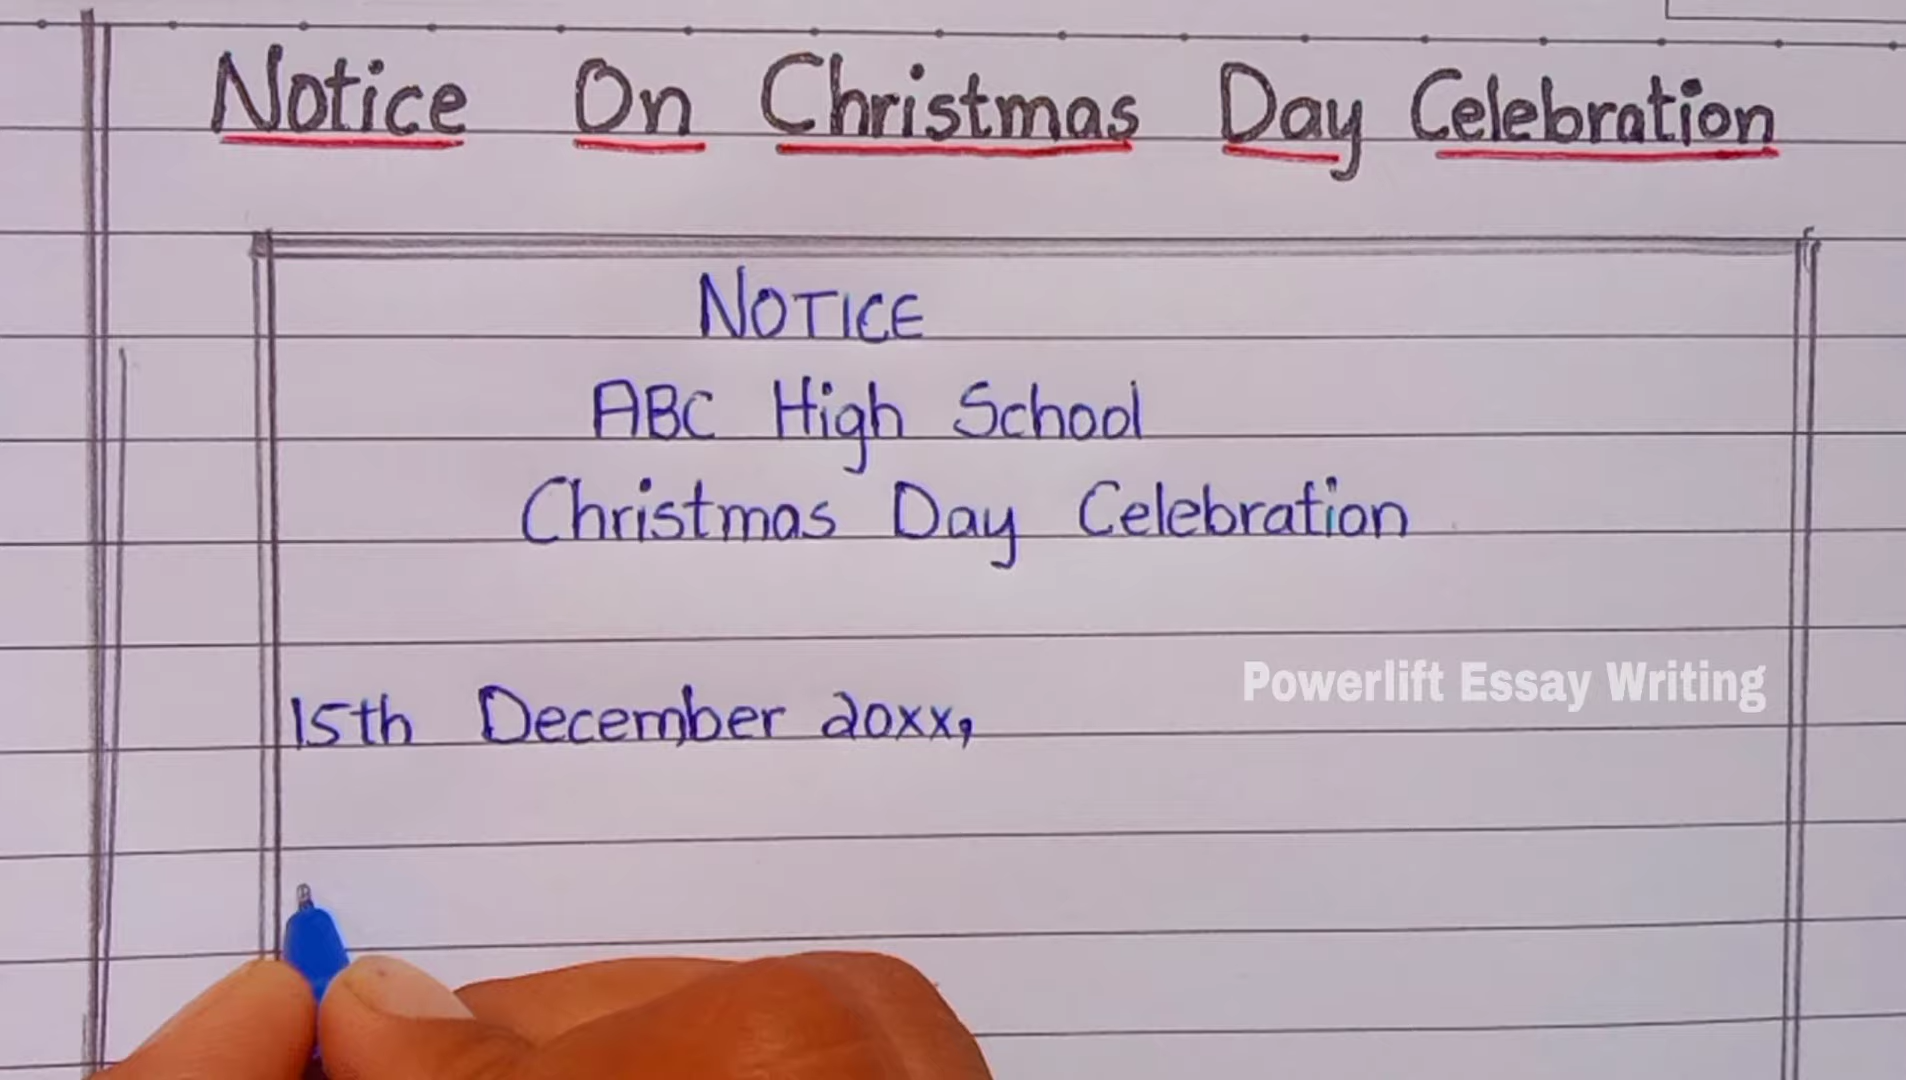 Notice On Christmas Day Celebration
NOTICE
ABC High School
Christmas Day Celebration
Powerlift Essay Writing
15th December 20xx,